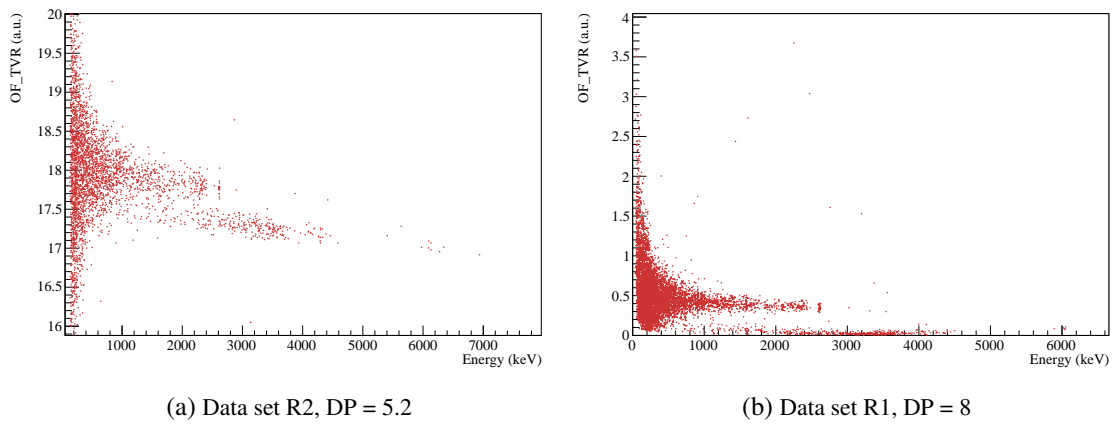 OF_TVR (a.u.)
20
19.5
19
18.5
18
17.5
17
16.5
16
1000 2000 3000 4000 5000 6000 7000
Energy (keV)
(a) Data set R2, DP = 5.2
OF_TVR (a.u.)
4
3.5
3
2.5
2
1.5
1
0.5
0
0 1000 2000 3000 4000 5000 6000
Energy (keV)
(b) Data set R1, DP = 8